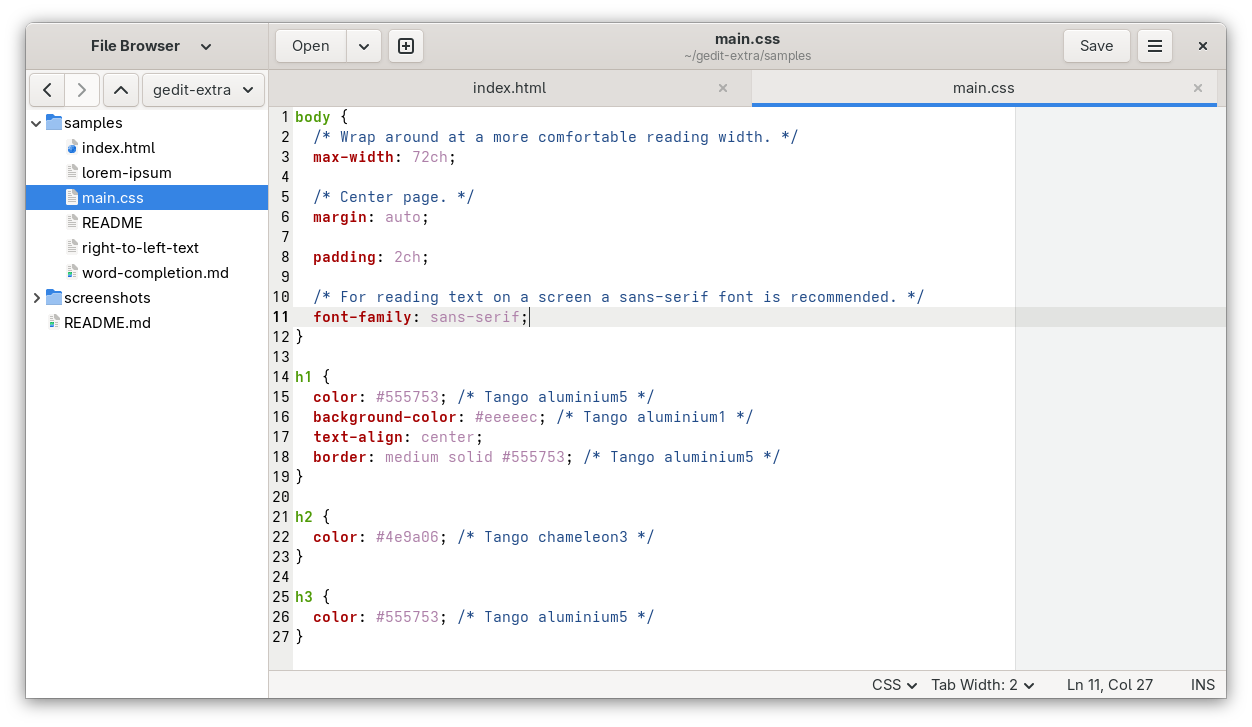 File Browser
Open
main.css
~/gedit-extra/samples
Save
gedit-extra
index.html
main.css
samples
index.html
lorem-ipsum
main.css
README
right-to-left-text
word-completion.md
screenshots
README.md
1 body {
2   /* Wrap around at a more comfortable reading width. */
3   max-width: 72ch;
4
5   /* Center page. */
6   margin: auto;
7
8   padding: 2ch;
9
10   /* For reading text on a screen a sans-serif font is recommended. */
11   font-family: sans-serif;
12 }
13
14 h1 {
15   color: #555753; /* Tango aluminium5 */
16   background-color: #eeeeec; /* Tango aluminium1 */
17   text-align: center;
18   border: medium solid #555753; /* Tango aluminium5 */
19 }
20
21 h2 {
22   color: #4e9a06; /* Tango chameleon3 */
23 }
24
25 h3 {
26   color: #555753; /* Tango aluminium5 */
27 }
CSS
Tab Width: 2
Ln 11, Col 27
INS